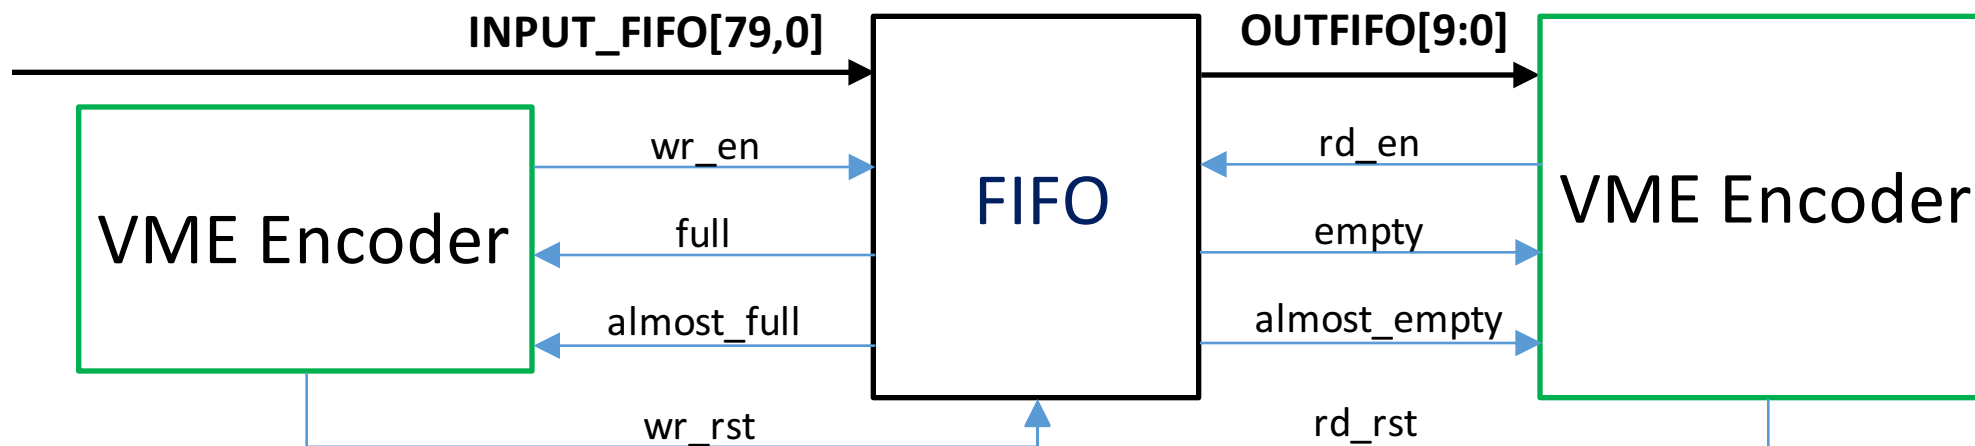 INPUT_FIFO[79,0]
OUTFIFO[9:0]
wr_en
rd_en
VME Encoder
FIFO
VME Encoder
full
empty
almost_full
almost_empty
wr_rst
rd_rst